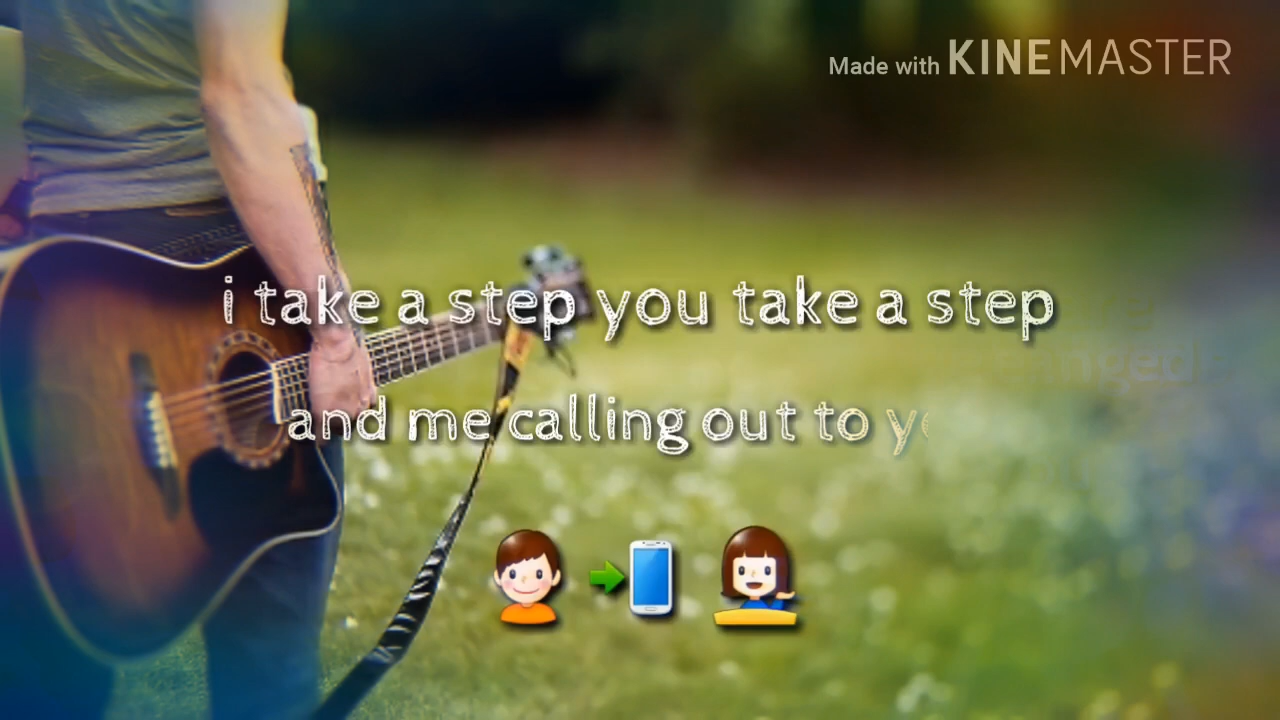 Made with KINEMASTER
i take a step you take a step
and me calling out to